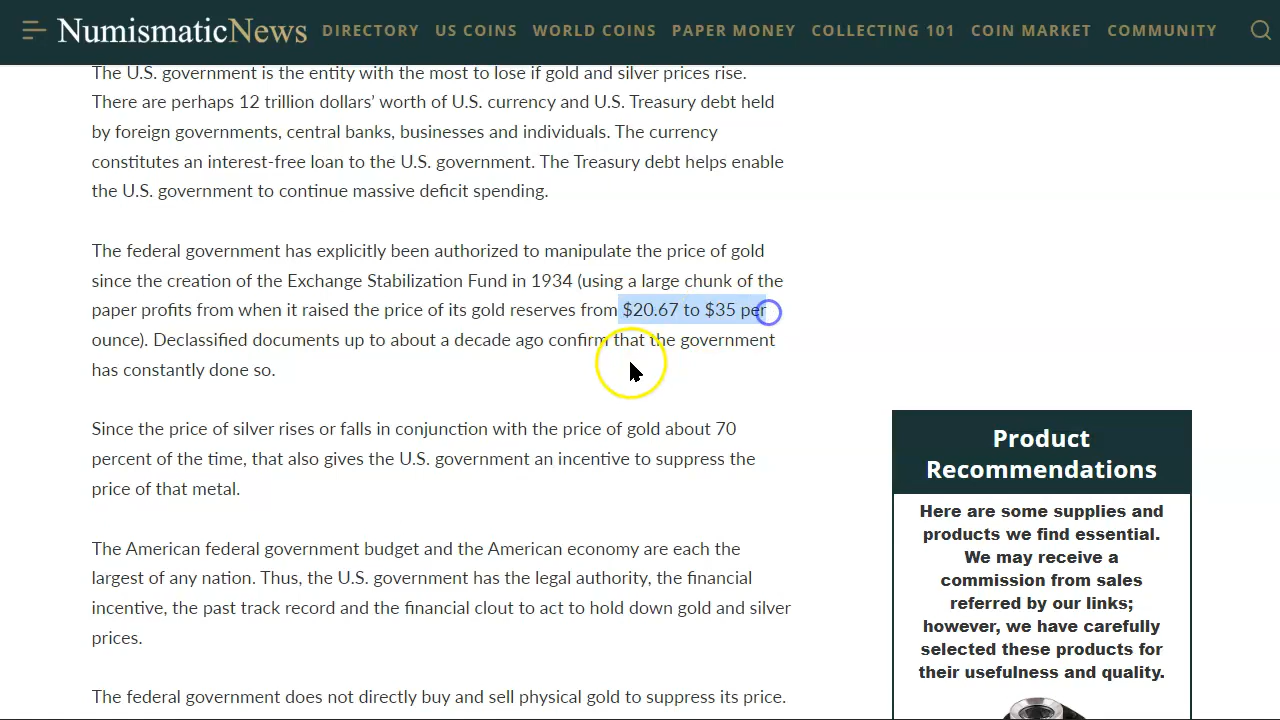 NumismaticNews DIRECTORY US COINS WORLD COINS PAPER MONEY COLLECTING 101 COIN MARKET COMMUNITY
The U.S. government is the entity with the most to lose if gold and silver prices rise.
There are perhaps 12 trillion dollars’ worth of U.S. currency and U.S. Treasury debt held
by foreign governments, central banks, businesses and individuals. The currency
constitutes an interest-free loan to the U.S. government. The Treasury debt helps enable
the U.S. government to continue massive deficit spending.
The federal government has explicitly been authorized to manipulate the price of gold
since the creation of the Exchange Stabilization Fund in 1934 (using a large chunk of the
paper profits from when it raised the price of its gold reserves from $20.67 to $35 per
ounce). Declassified documents up to about a decade ago confirm that the government
has constantly done so.
Since the price of silver rises or falls in conjunction with the price of gold about 70
percent of the time, that also gives the U.S. government an incentive to suppress the
price of that metal.
The American federal government budget and the American economy are each the
largest of any nation. Thus, the U.S. government has the legal authority, the financial
incentive, the past track record and the financial clout to act to hold down gold and silver
prices.
The federal government does not directly buy and sell physical gold to suppress its price.
Product
Recommendations
Here are some supplies and
products we find essential.
We may receive a
commission from sales
referred by our links;
however, we have carefully
selected these products for
their usefulness and quality.